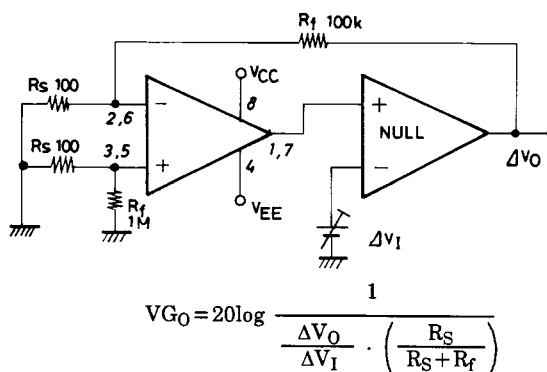 Rf 100k
Rs 100
VCC
8
2,6
−
+
NULL
Rs 100
3,5
+
4
1,7
−
ΔVO
Rf
1M
VEE
ΔVI
VGO = 20log 1 / (ΔVO / ΔVI · (RS / (RS + Rf)))